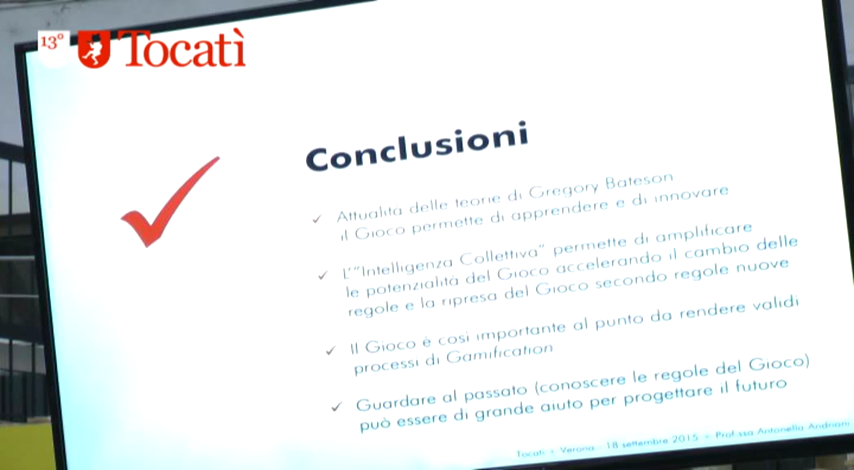 13°
Tocatì
Conclusioni
✓ Attualità delle teorie di Gregory Bateson
il Gioco permette di apprendere e di innovare
✓ L'"Intelligenza Collettiva" permette di amplificare
le potenzialità del Gioco accelerando il cambio delle
regole e la ripresa del Gioco secondo regole nuove
✓ Il Gioco è così importante al punto da rendere validi
processi di Gamification
✓ Guardare al passato (conoscere le regole del Gioco)
può essere di grande aiuto per progettare il futuro
Tocatì • Verona - 18 settembre 2015 • Prof.ssa Antonella Andriani